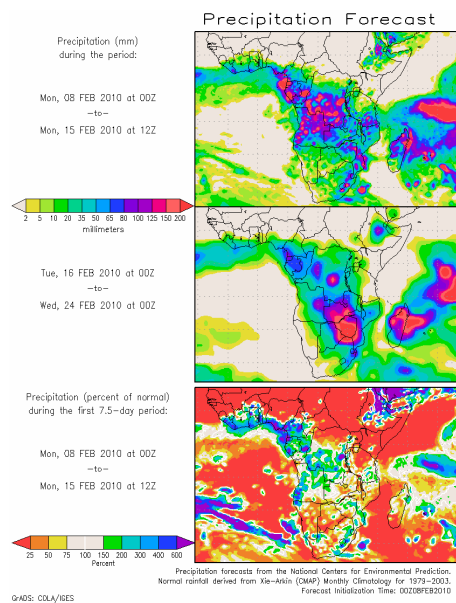 Precipitation Forecast
Precipitation (mm)
during the period:
Mon, 08 FEB 2010 at 00Z
—to—
Mon, 15 FEB 2010 at 12Z
2 5 10 20 35 50 65 80 100 125 150 200
millimeters
Tue, 16 FEB 2010 at 00Z
—to—
Wed, 24 FEB 2010 at 00Z
Precipitation (percent of normal)
during the first 7.5-day period:
Mon, 08 FEB 2010 at 00Z
—to—
Mon, 15 FEB 2010 at 12Z
25 50 75 100 150 200 300 400 600
Percent
Precipitation forecasts from the National Centers for Environmental Prediction.
Normal rainfall derived from Xie-Arkin (CMAP) Monthly Climatology for 1979-2003.
Forecast Initialization Time: 00Z08FEB2010
GrADS: COLA/IGES